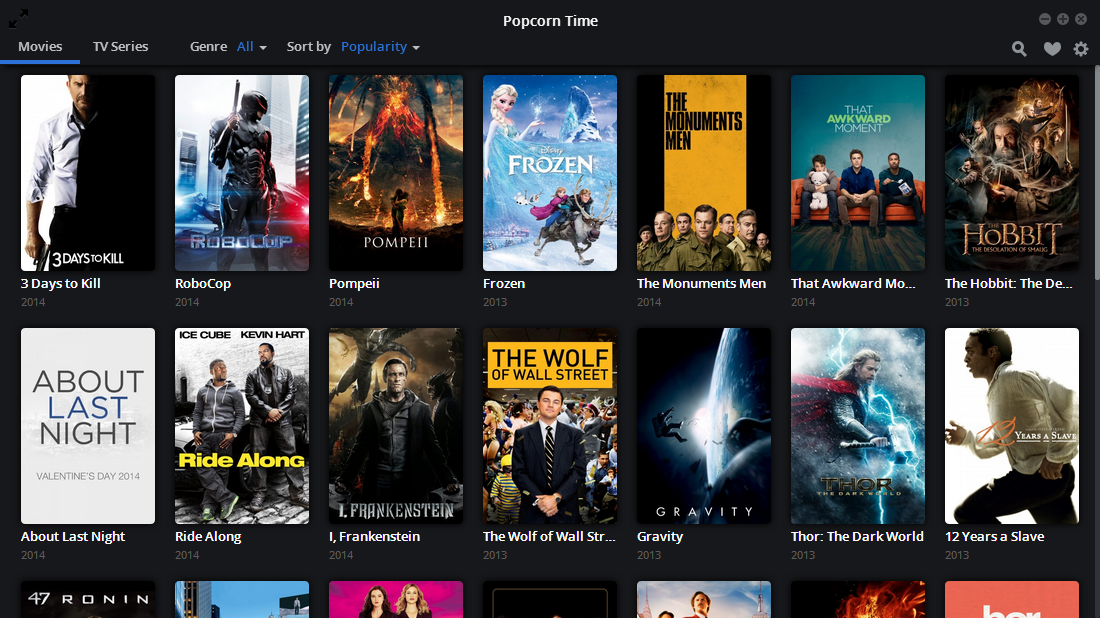 Popcorn Time
Movies TV Series Genre All Sort by Popularity
3 DAYS TO KILL
3 Days to Kill
2014
ROBOCOP
RoboCop
2014
POMPEII
Pompeii
2014
Disney
FROZEN
Frozen
2013
THE
MONUMENTS
MEN
The Monuments Men
2014
THAT
AWKWARD
MOMENT
That Awkward Mo...
2014
THE
HOBBIT
THE DESOLATION OF SMAUG
The Hobbit: The De...
2013
ABOUT
LAST
NIGHT
VALENTINE'S DAY 2014
About Last Night
2014
ICE CUBE KEVIN HART
Ride Along
Ride Along
2014
I, FRANKENSTEIN
I, Frankenstein
2014
THE WOLF
OF WALL STREET
The Wolf of Wall Str...
2013
GRAVITY
Gravity
2013
THOR
THE DARK WORLD
Thor: The Dark World
2013
12 YEARS A SLAVE
12 Years a Slave
2013
47 RONIN
her